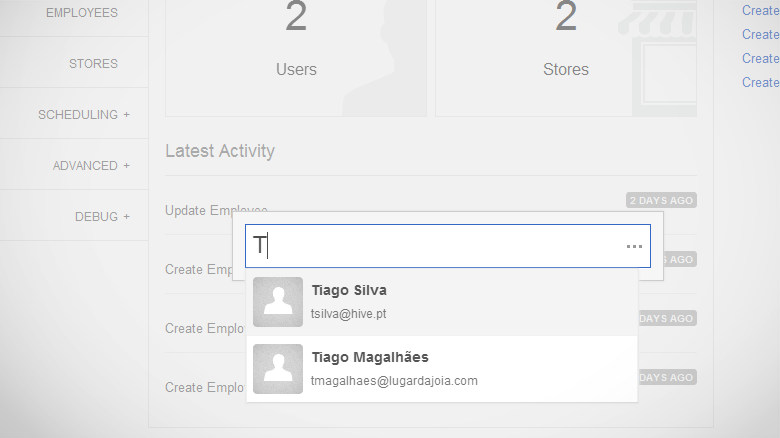 EMPLOYEES
STORES
SCHEDULING +
ADVANCED +
DEBUG +
2
Users
2
Stores
Create
Create
Create
Create
Latest Activity
Update Employee
2 DAYS AGO
T
...
Create Emp
DAYS AGO
Tiago Silva
tsilva@hive.pt
Create Emplo
DAYS AGO
Tiago Magalhães
tmagalhaes@lugardajoia.com
Create Emplo
DAYS AGO